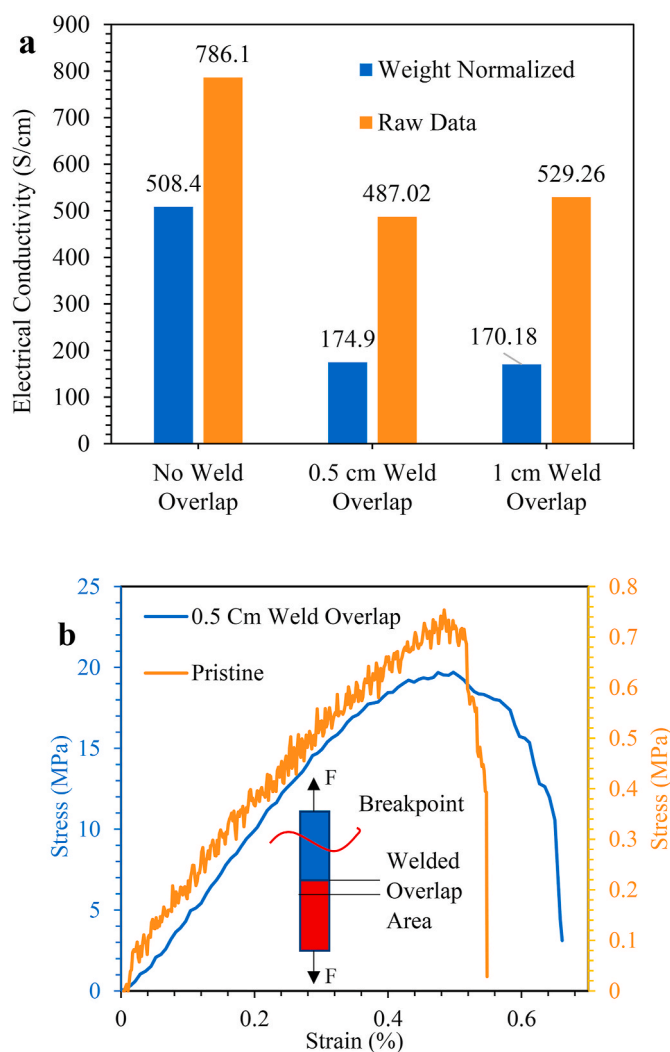 a
900
800
700
600
500
400
300
200
100
0
Electrical Conductivity (S/cm)
Weight Normalized
Raw Data
508.4
786.1
174.9
487.02
170.18
529.26
No Weld
Overlap
0.5 cm Weld
Overlap
1 cm Weld
Overlap
b
25
20
15
10
5
0
Stress (MPa)
0.5 Cm Weld Overlap
Pristine
F
Breakpoint
Welded
Overlap
Area
F
0.8
0.7
0.6
0.5
0.4
0.3
0.2
0.1
0
Stress (MPa)
0
0.2
0.4
0.6
Strain (%)